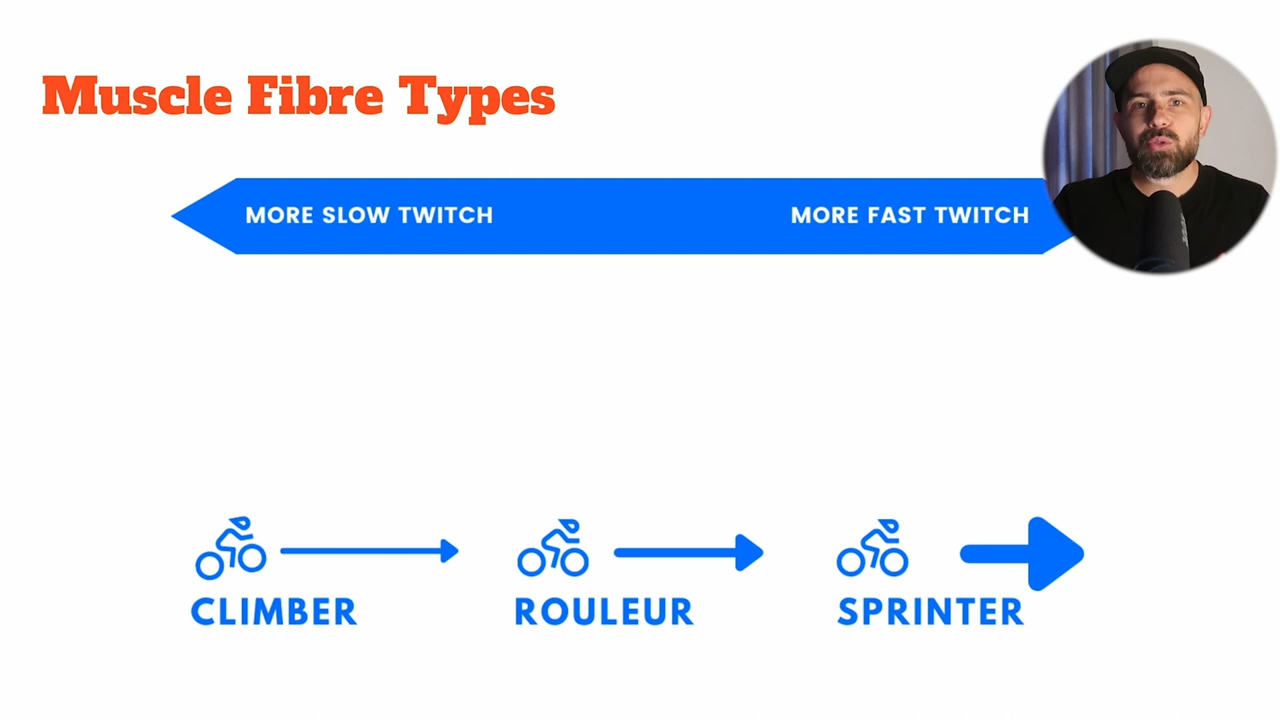 Muscle Fibre Types
MORE SLOW TWITCH
MORE FAST TWITCH
CLIMBER
ROULEUR
SPRINTER